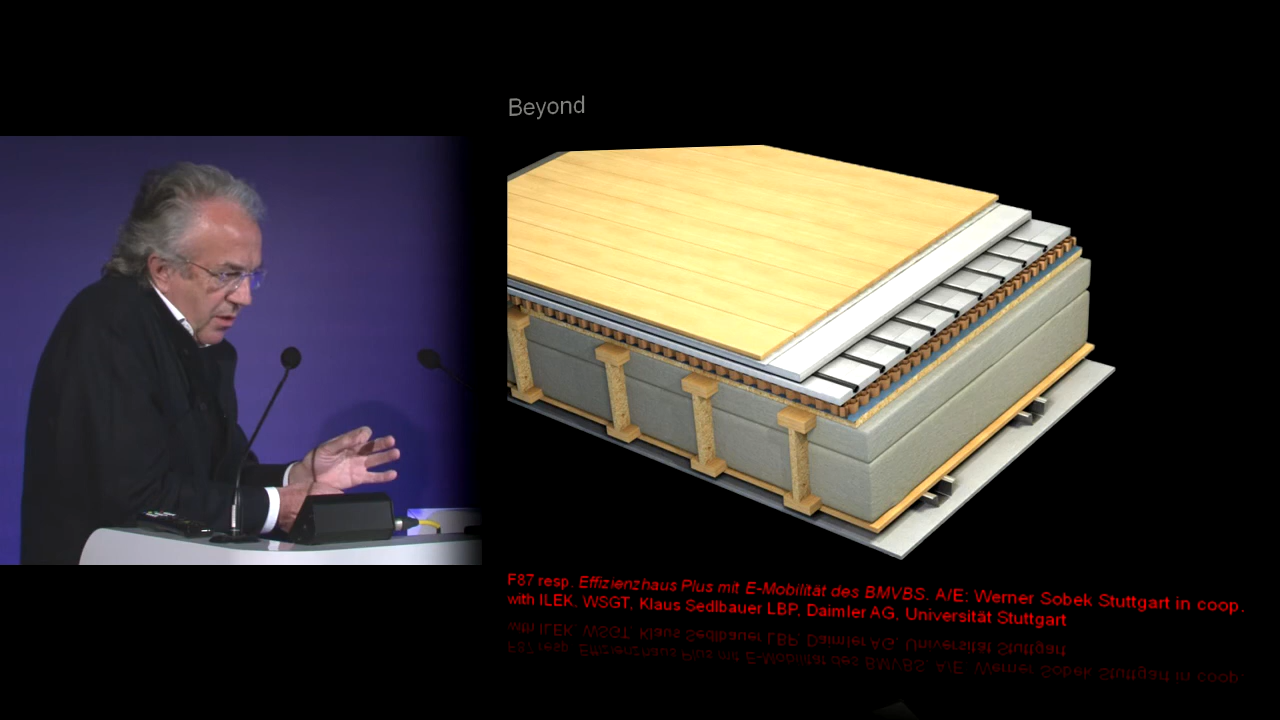 Beyond
F87 resp. Effizienzhaus Plus mit E-Mobilität des BMVBS. A/E: Werner Sobek Stuttgart in coop.
with ILEK, WSGT, Klaus Sedlbauer LBP, Daimler AG, Universität Stuttgart